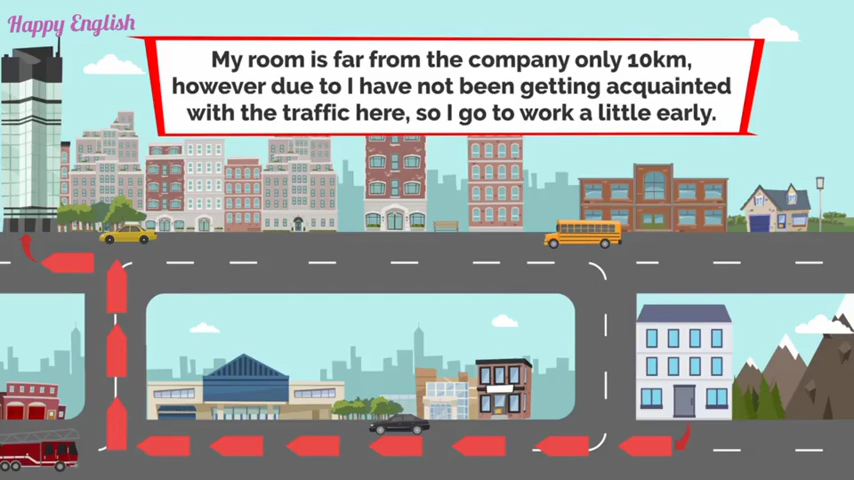 Happy English
My room is far from the company only 10km,
however due to I have not been getting acquainted
with the traffic here, so I go to work a little early.